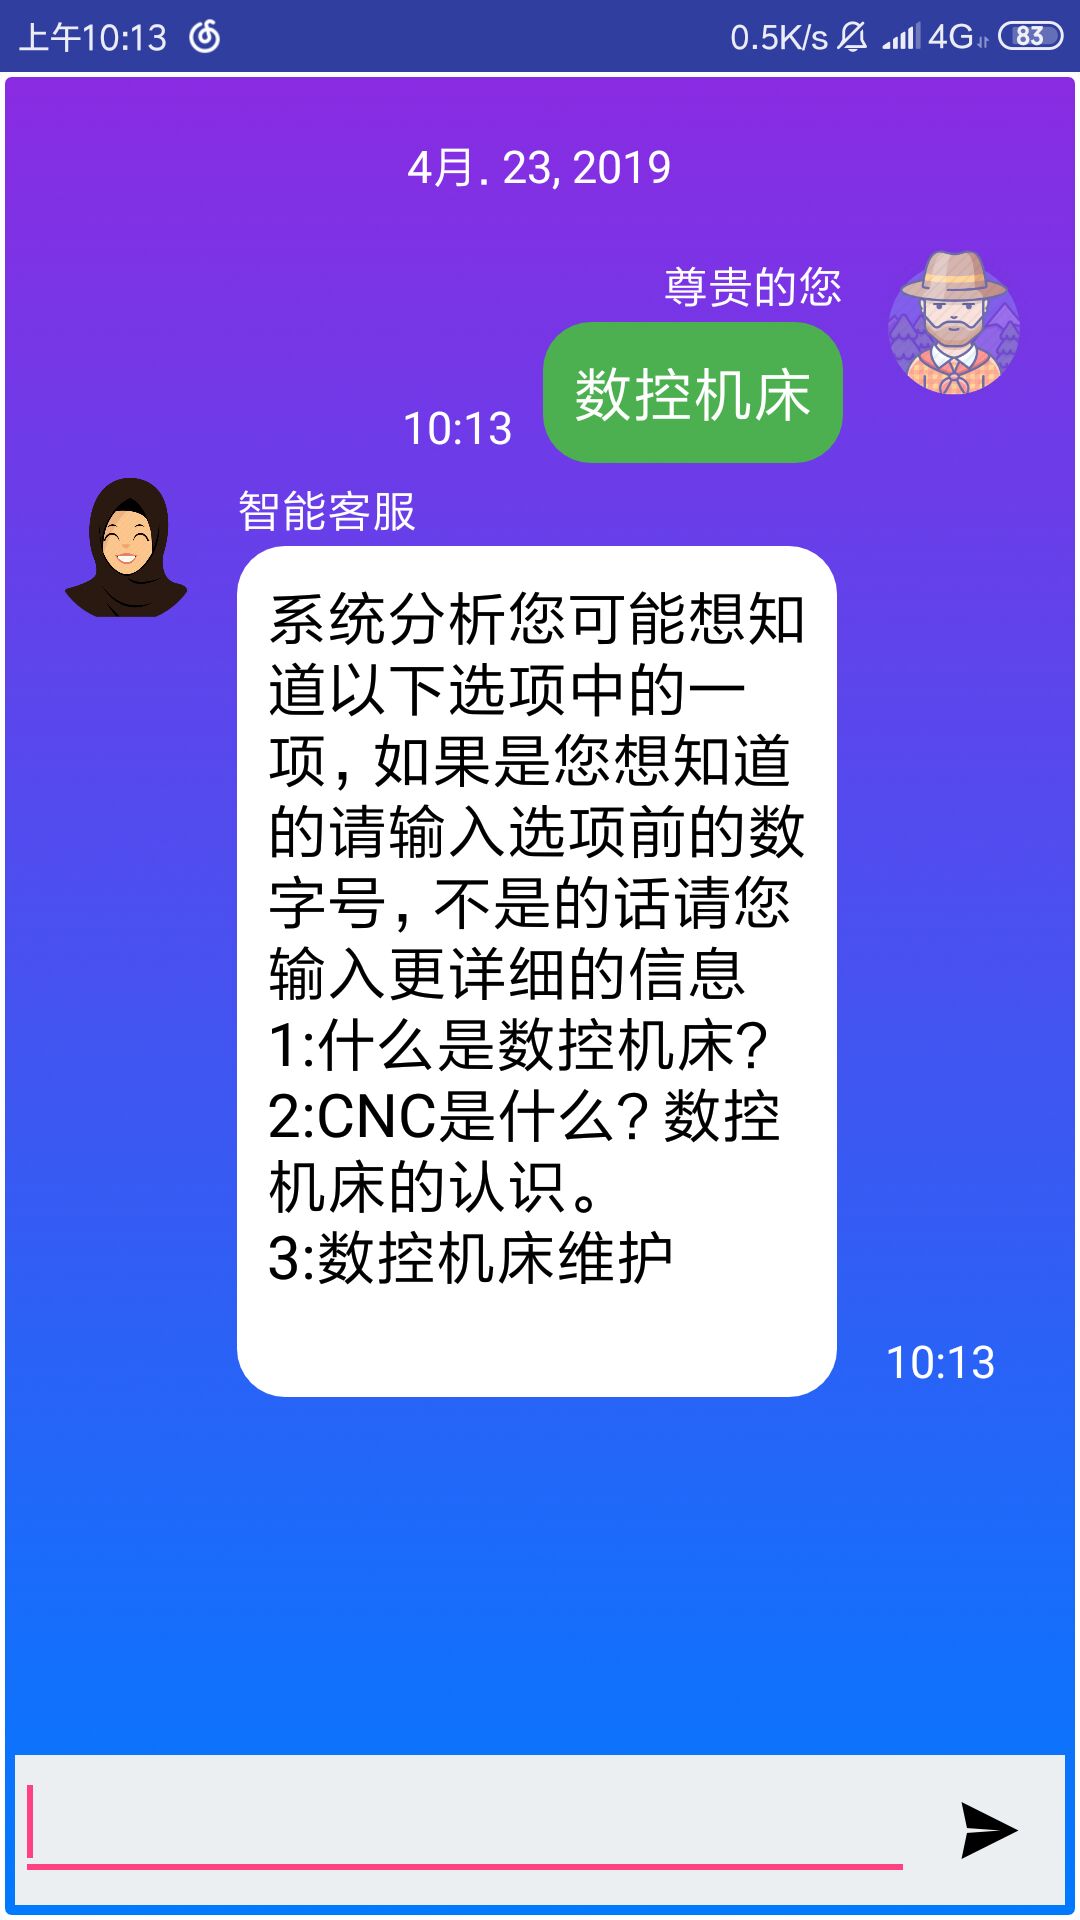 上午10:13 0.5K/s 4G 83
4月. 23, 2019
尊贵的您
数控机床
10:13
智能客服
系统分析您可能想知
道以下选项中的一
项，如果是您想知道
的请输入选项前的数
字号，不是的话请您
输入更详细的信息
1:什么是数控机床？
2:CNC是什么？数控
机床的认识。
3:数控机床维护
10:13